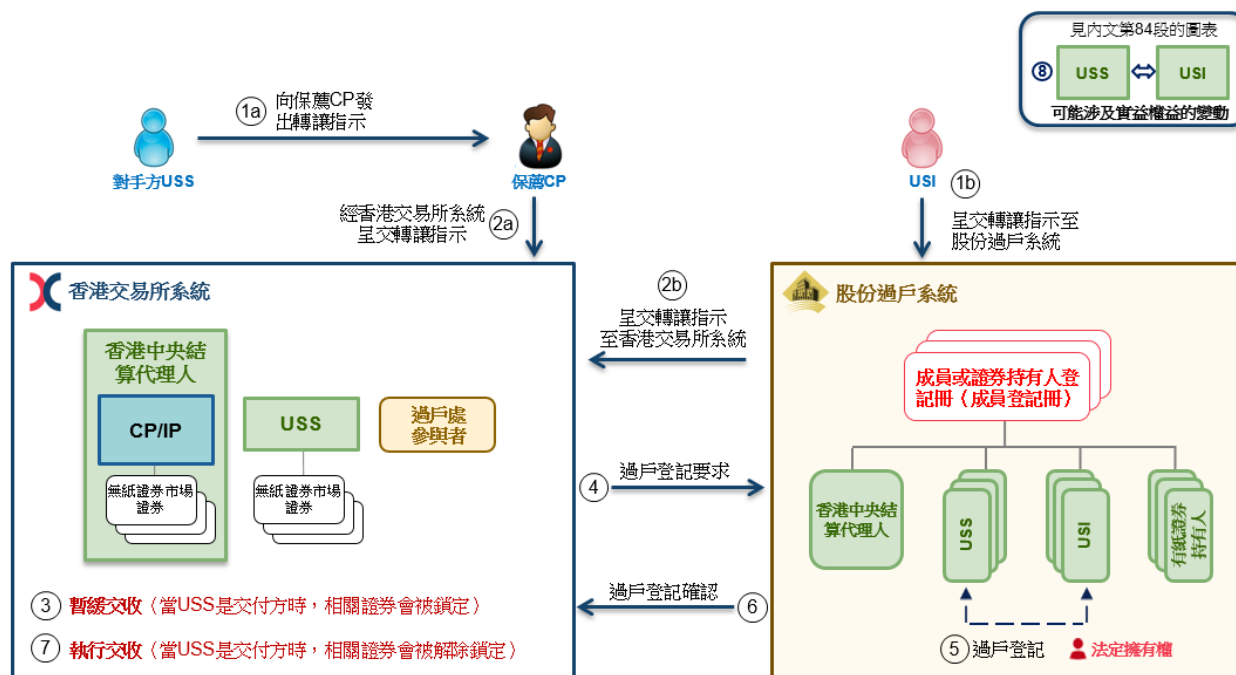 見內文第84段的圖表
⑧ USS ⇔ USI
可能涉及實益權益的變動
1a 向保薦CP發
出轉讓指示
對手方USS
保薦CP
USI
1b
呈交轉讓指示至
股份過戶系統
經香港交易所系統
呈交轉讓指示
2a
香港交易所系統
香港中央結
算代理人
CP/IP
無紙證券市場
證券
USS
無紙證券市場
證券
過戶處
參與者
3 暫緩交收（當USS是交付方時，相關證券會被鎖定）
7 執行交收（當USS是交付方時，相關證券會被解除鎖定）
2b
呈交轉讓指示
至香港交易所系統
4 過戶登記要求
過戶登記確認
6
股份過戶系統
成員或證券持有人登
記冊（成員登記冊）
香港中央結
算代理人
USS
USI
有紙證券
持有人
5 過戶登記
法定擁有權